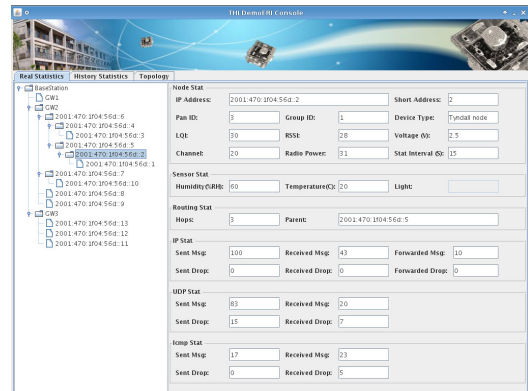 THLDemoERI Console
Real Statistics History Statistics Topology
BaseStation
GW1
GW2
2001:470:1f04:56d::6
2001:470:1f04:56d::4
2001:470:1f04:56d::3
2001:470:1f04:56d::5
2001:470:1f04:56d::2
2001:470:1f04:56d::1
2001:470:1f04:56d::7
2001:470:1f04:56d::10
2001:470:1f04:56d::8
2001:470:1f04:56d::9
GW3
2001:470:1f04:56d::13
2001:470:1f04:56d::12
2001:470:1f04:56d::11
Node Stat
IP Address: 2001:470:1f04:56d::2 Short Address: 2
Pan ID: 3 Group ID: 1 Device Type: Tyndall node
LQI: 30 RSSI: 28 Voltage (V): 2.5
Channel: 20 Radio Power: 31 Stat Interval (S): 15
Sensor Stat
Humidity(%RH): 60 Temperature(C): 20 Light:
Routing Stat
Hops: 3 Parent: 2001:470:1f04:56d::5
IP Stat
Sent Msg: 100 Received Msg: 43 Forwarded Msg: 10
Sent Drop: 0 Received Drop: 0 Forwarded Drop: 0
UDP Stat
Sent Msg: 83 Received Msg: 20
Sent Drop: 15 Received Drop: 7
Icmp Stat
Sent Msg: 17 Received Msg: 23
Sent Drop: 0 Received Drop: 5